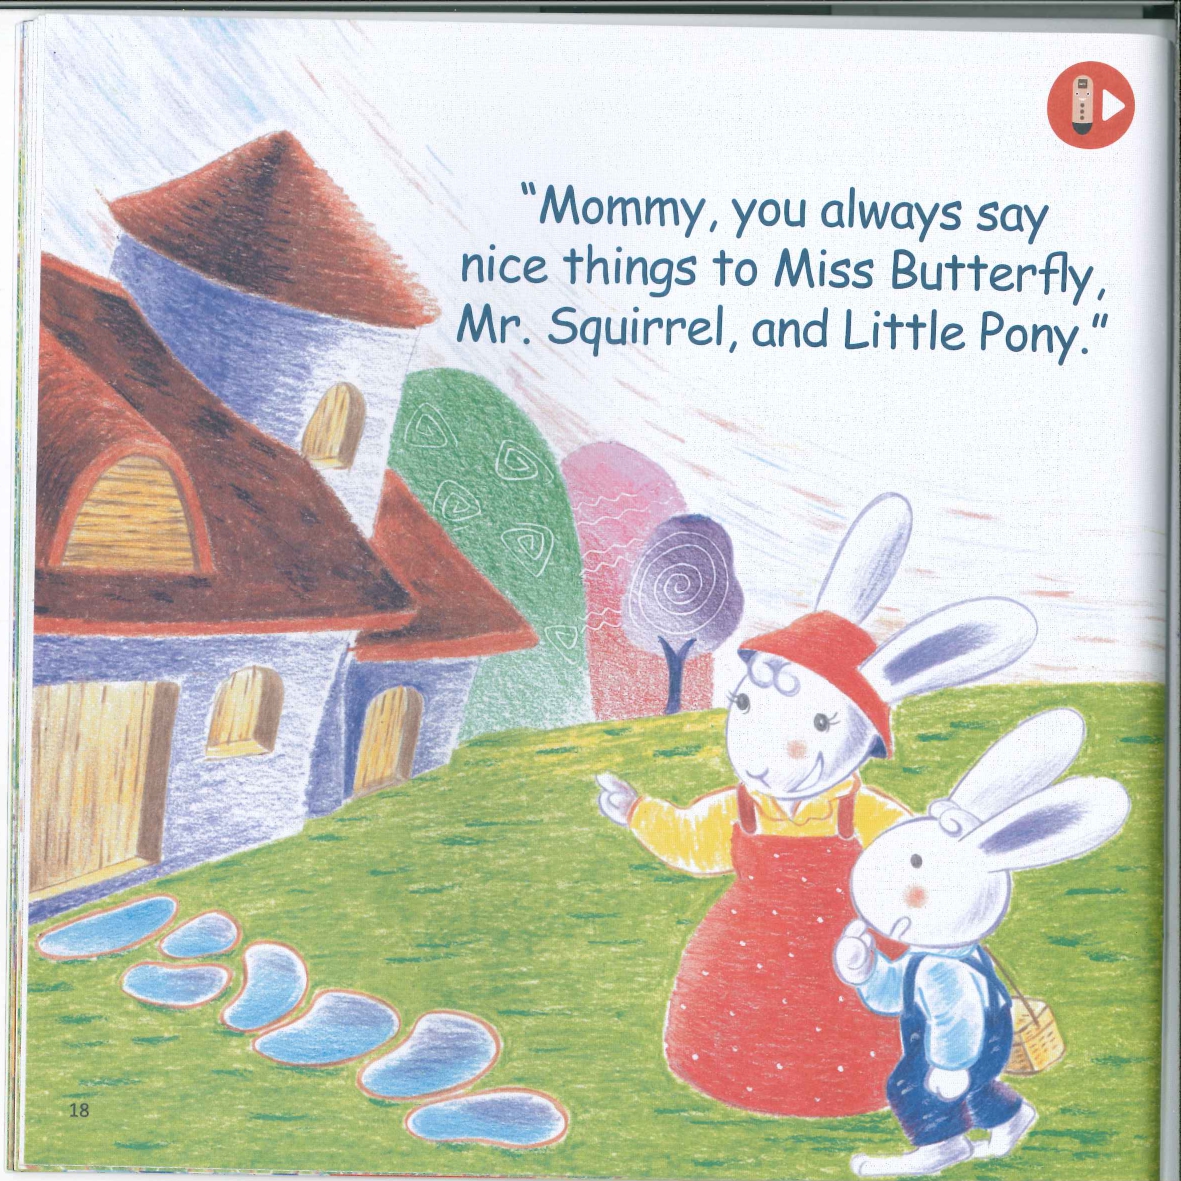 “Mommy, you always say
nice things to Miss Butterfly,
Mr. Squirrel, and Little Pony.”
18